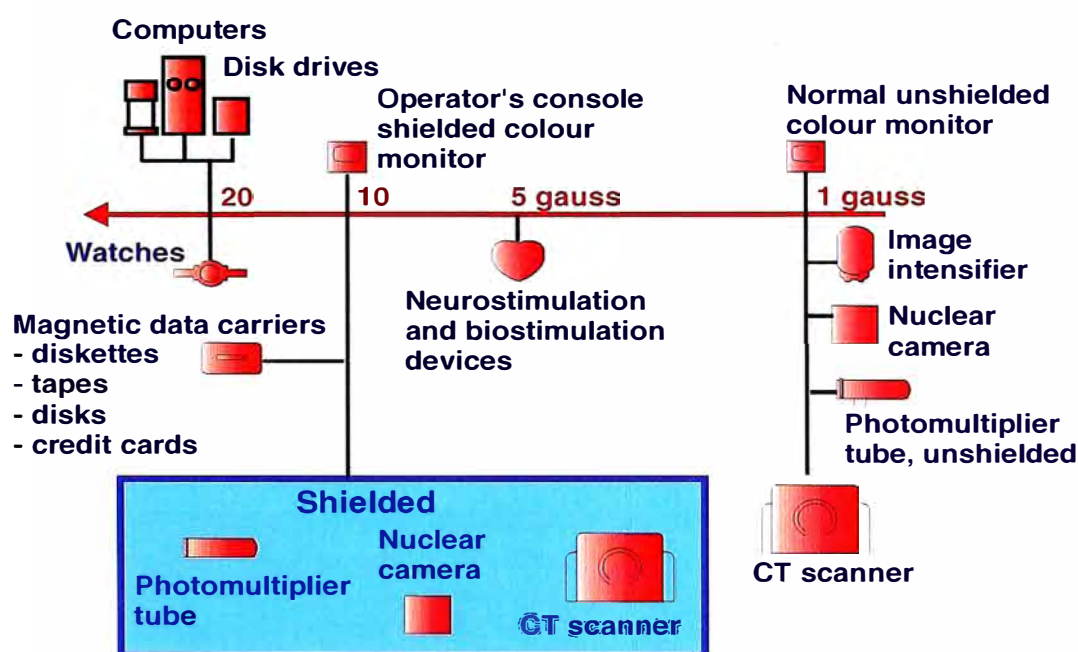 Computers
Disk drives
Operator's console
shielded colour
monitor
Normal unshielded
colour monitor
20
10
5 gauss
1 gauss
Watches
Image
intensifier
Neurostimulation
and biostimulation
devices
Magnetic data carriers
- diskettes
- tapes
- disks
- credit cards
Nuclear
camera
Photomultiplier
tube, unshielded
CT scanner
Shielded
Photomultiplier
tube
Nuclear
camera
CT scanner